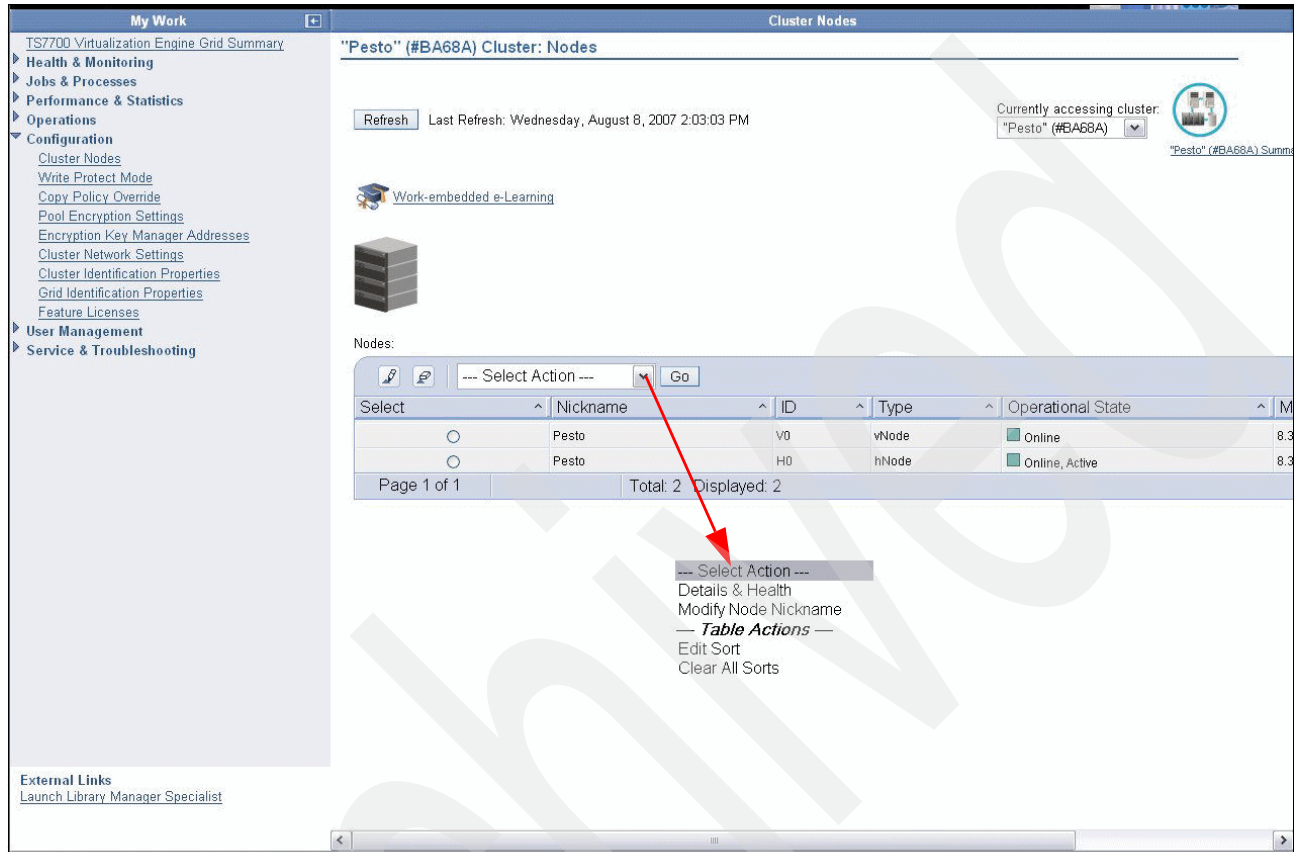 My Work
Cluster Nodes
TS7700 Virtualization Engine Grid Summary
Health & Monitoring
Jobs & Processes
Performance & Statistics
Operations
Configuration
Cluster Nodes
Write Protect Mode
Copy Policy Override
Pool Encryption Settings
Encryption Key Manager Addresses
Cluster Network Settings
Cluster Identification Properties
Grid Identification Properties
Feature Licenses
User Management
Service & Troubleshooting
External Links
Launch Library Manager Specialist
"Pesto" (#BA68A) Cluster: Nodes
Refresh Last Refresh: Wednesday, August 8, 2007 2:03:03 PM
Currently accessing cluster:
"Pesto" (#BA68A)
"Pesto" (#BA68A) Summa
Work-embedded e-Learning
Nodes:
--- Select Action --- Go
Select Nickname ID Type Operational State M
Pesto V0 vNode Online 8.3
Pesto H0 hNode Online, Active 8.3
Page 1 of 1 Total: 2 Displayed: 2
--- Select Action ---
Details & Health
Modify Node Nickname
— Table Actions —
Edit Sort
Clear All Sorts